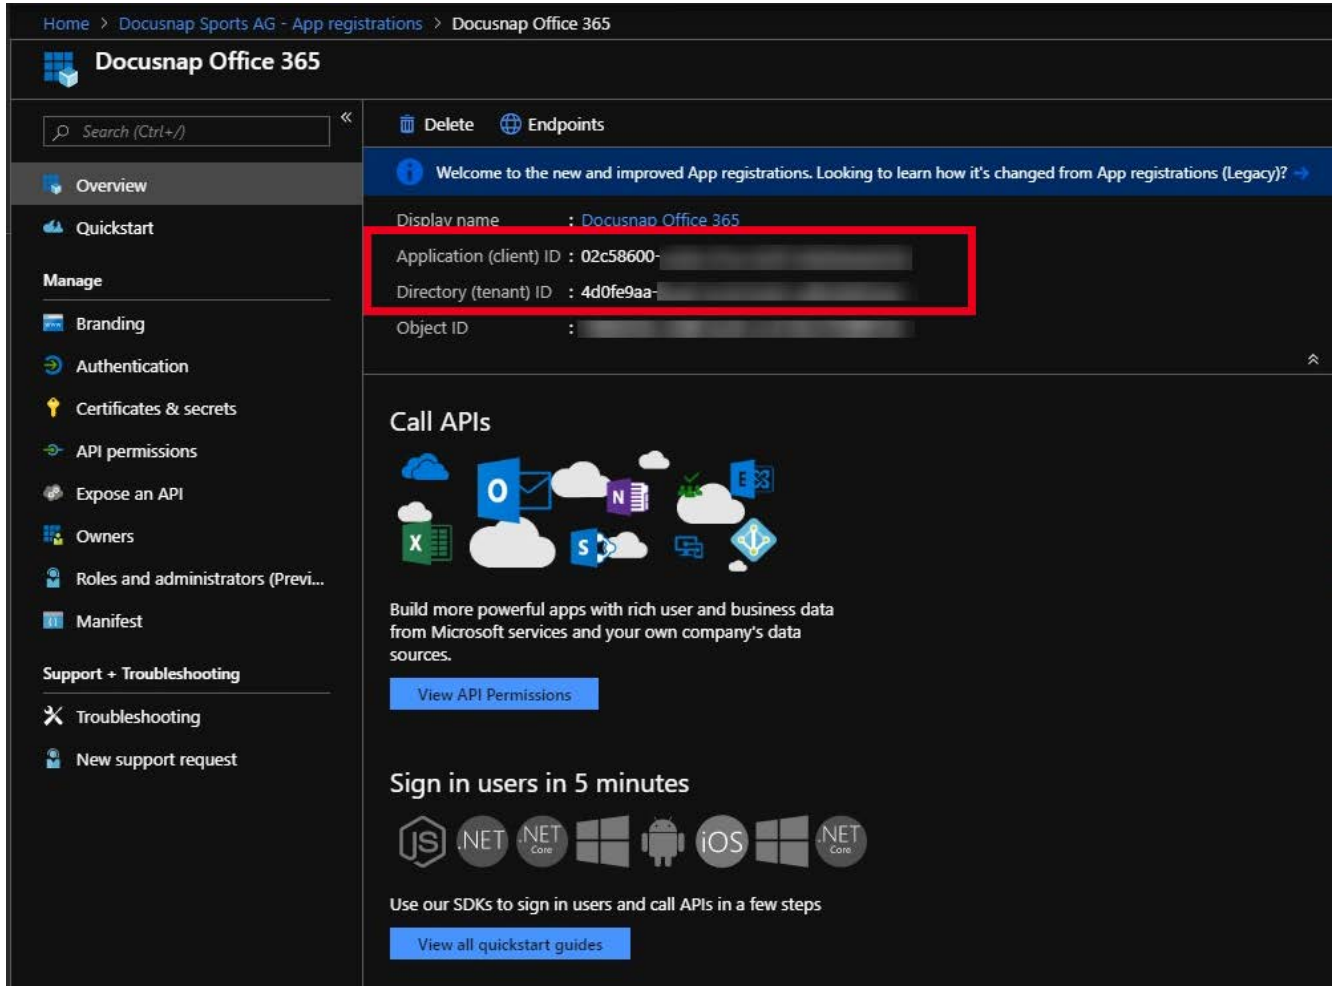 Home > Docusnap Sports AG - App registrations > Docusnap Office 365
Docusnap Office 365
Search (Ctrl+/)
«
Overview
Quickstart
Manage
Branding
Authentication
Certificates & secrets
API permissions
Expose an API
Owners
Roles and administrators (Previ...
Manifest
Support + Troubleshooting
Troubleshooting
New support request
Delete
Endpoints
Welcome to the new and improved App registrations. Looking to learn how it's changed from App registrations (Legacy)? →
Display name : Docusnap Office 365
Application (client) ID : 02c58600-
Directory (tenant) ID : 4d0fe9aa-
Object ID :
Call APIs
O
N
E
X
S
Build more powerful apps with rich user and business data
from Microsoft services and your own company's data
sources.
View API Permissions
Sign in users in 5 minutes
JS .NET .NET Core iOS .NET Core
Use our SDKs to sign in users and call APIs in a few steps
View all quickstart guides